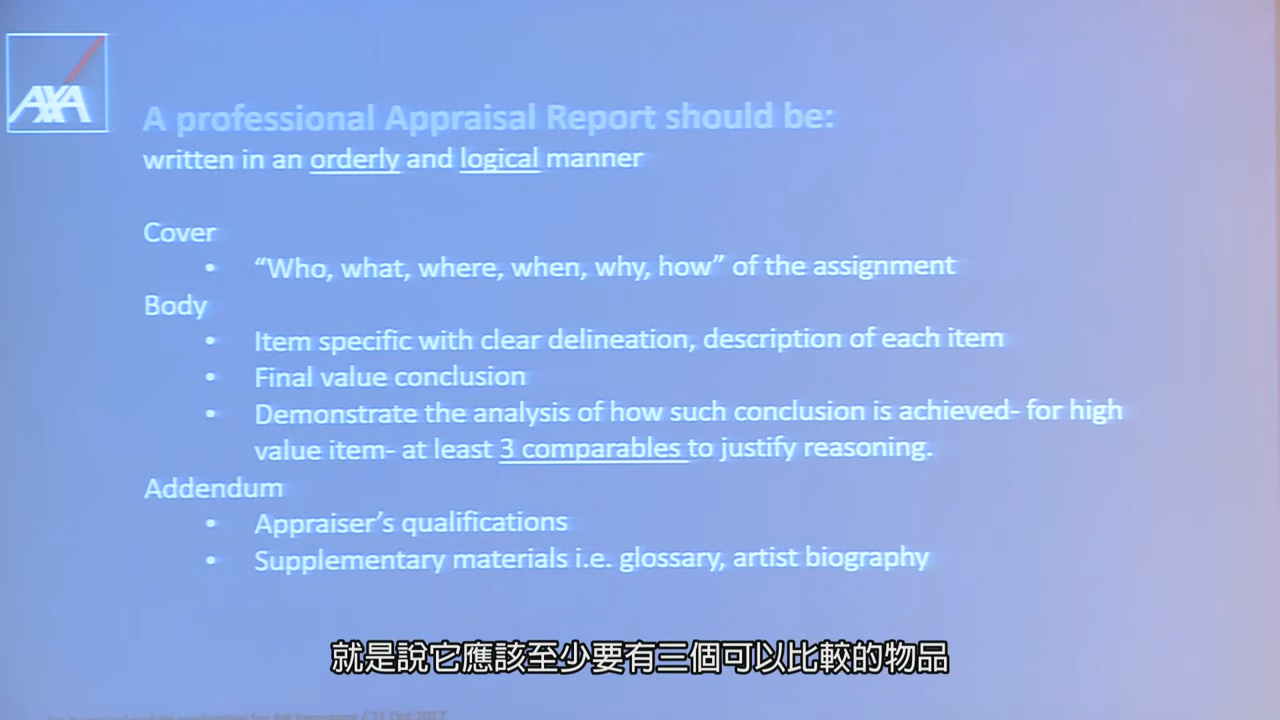 AXA
A professional Appraisal Report should be:
written in an orderly and logical manner
Cover
• “Who, what, where, when, why, how” of the assignment
Body
• Item specific with clear delineation, description of each item
• Final value conclusion
• Demonstrate the analysis of how such conclusion is achieved- for high
value item- at least 3 comparables to justify reasoning.
Addendum
• Appraiser’s qualifications
• Supplementary materials i.e. glossary, artist biography
就是說它應該至少要有三個可以比較的物品